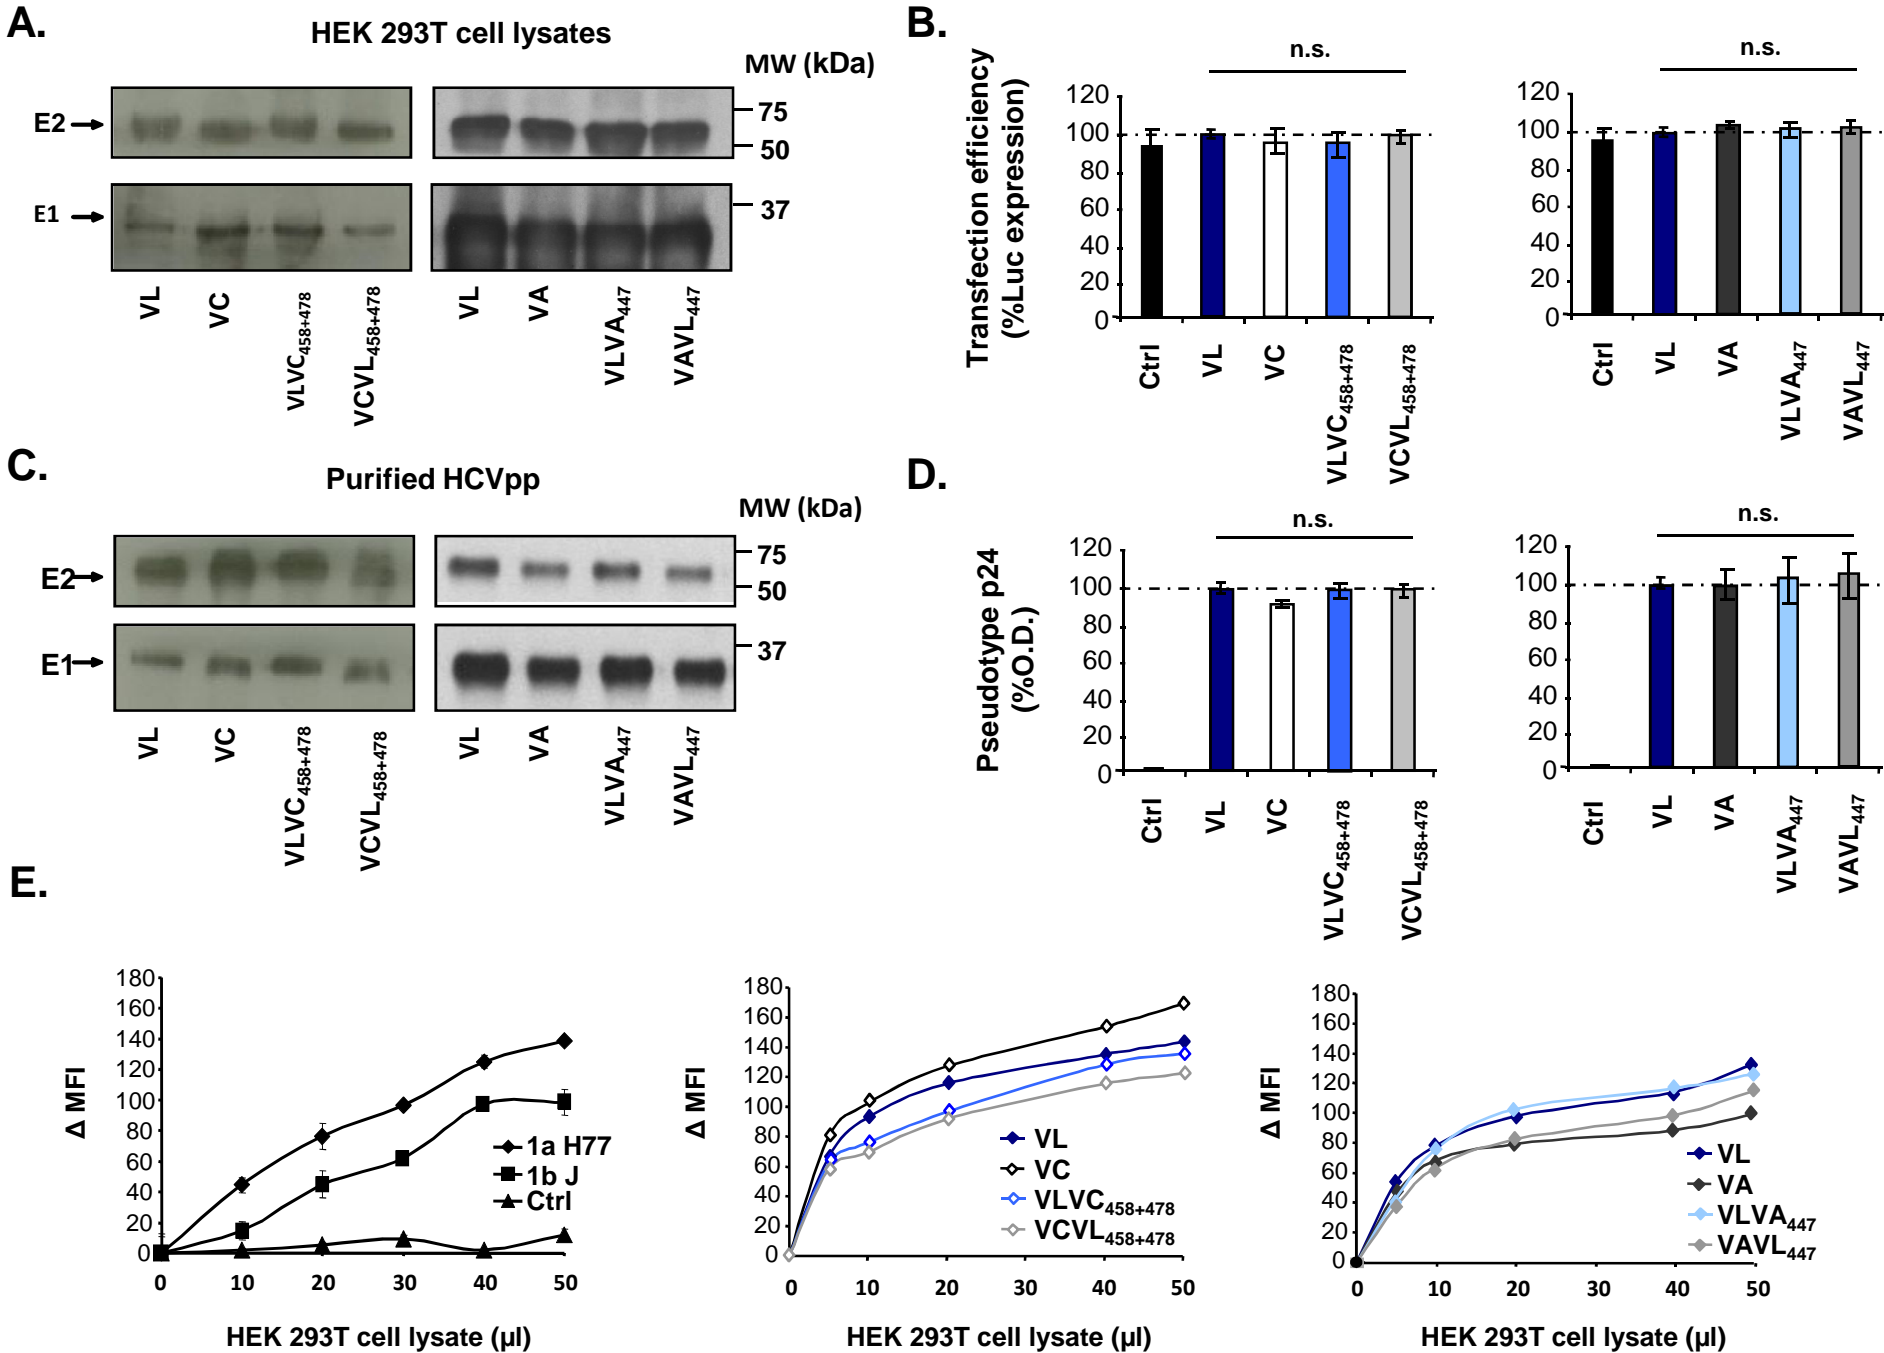 A.
HEK 293T cell lysates
MW (kDa)
E2
75
50
E1
37
VL
VC
VLVC458+478
VCVL458+478
VL
VA
VLVA447
VAVL447
B.
Transfection efficiency
(%Luc expression)
n.s.
120
100
80
60
40
20
0
Ctrl
VL
VC
VLVC458+478
VCVL458+478
n.s.
120
100
80
60
40
20
0
Ctrl
VL
VA
VLVA447
VAVL447
C.
Purified HCVpp
MW (kDa)
E2
75
50
E1
37
VL
VC
VLVC458+478
VCVL458+478
VL
VA
VLVA447
VAVL447
D.
Pseudotype p24
(%O.D.)
n.s.
120
100
80
60
40
20
0
Ctrl
VL
VC
VLVC458+478
VCVL458+478
n.s.
120
100
80
60
40
20
0
Ctrl
VL
VA
VLVA447
VAVL447
E.
Δ MFI
180
160
140
120
100
80
60
40
20
0
1a H77
1b J
Ctrl
0 10 20 30 40 50
HEK 293T cell lysate (µl)
Δ MFI
180
160
140
120
100
80
60
40
20
0
VL
VC
VLVC458+478
VCVL458+478
0 10 20 30 40 50
HEK 293T cell lysate (µl)
Δ MFI
180
160
140
120
100
80
60
40
20
0
VL
VA
VLVA447
VAVL447
0 10 20 30 40 50
HEK 293T cell lysate (µl)